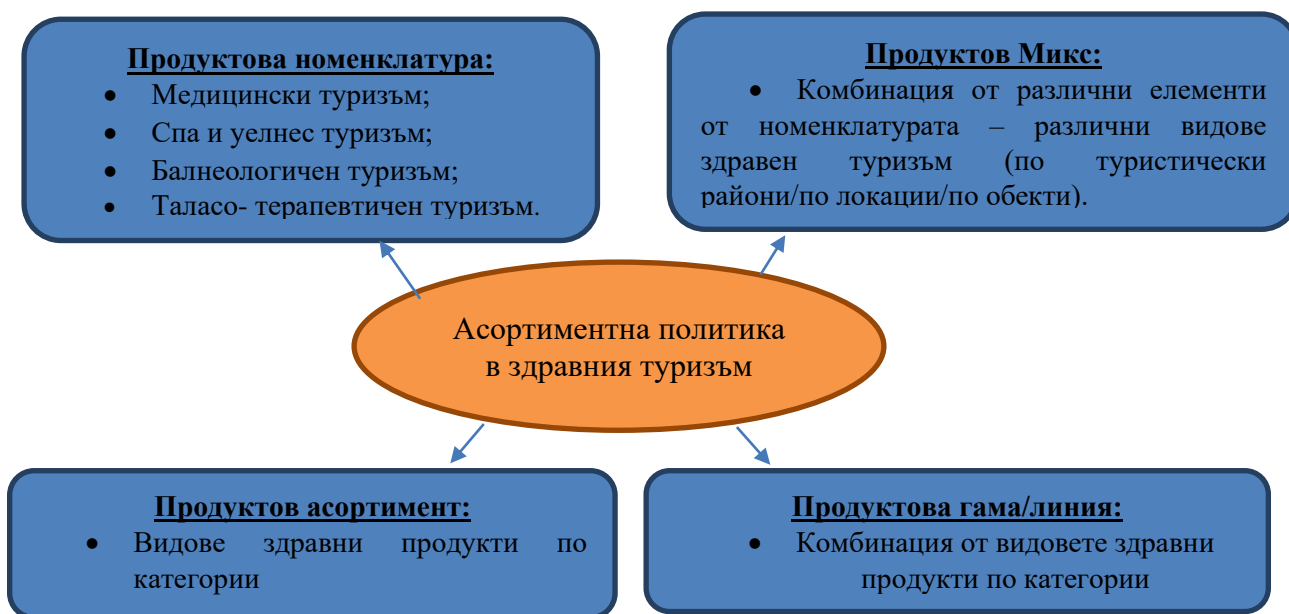 Продуктова номенклатура:
• Медицински туризъм;
• Спа и уелнес туризъм;
• Балнеологичен туризъм;
• Таласо- терапевтичен туризъм.
Продуктов Микс:
• Комбинация от различни елементи
от номенклатурата – различни видове
здравен туризъм (по туристически
райони/по локации/по обекти).
Асортиментна политика
в здравния туризъм
Продуктов асортимент:
• Видове здравни продукти по
категории
Продуктова гама/линия:
• Комбинация от видовете здравни
продукти по категории